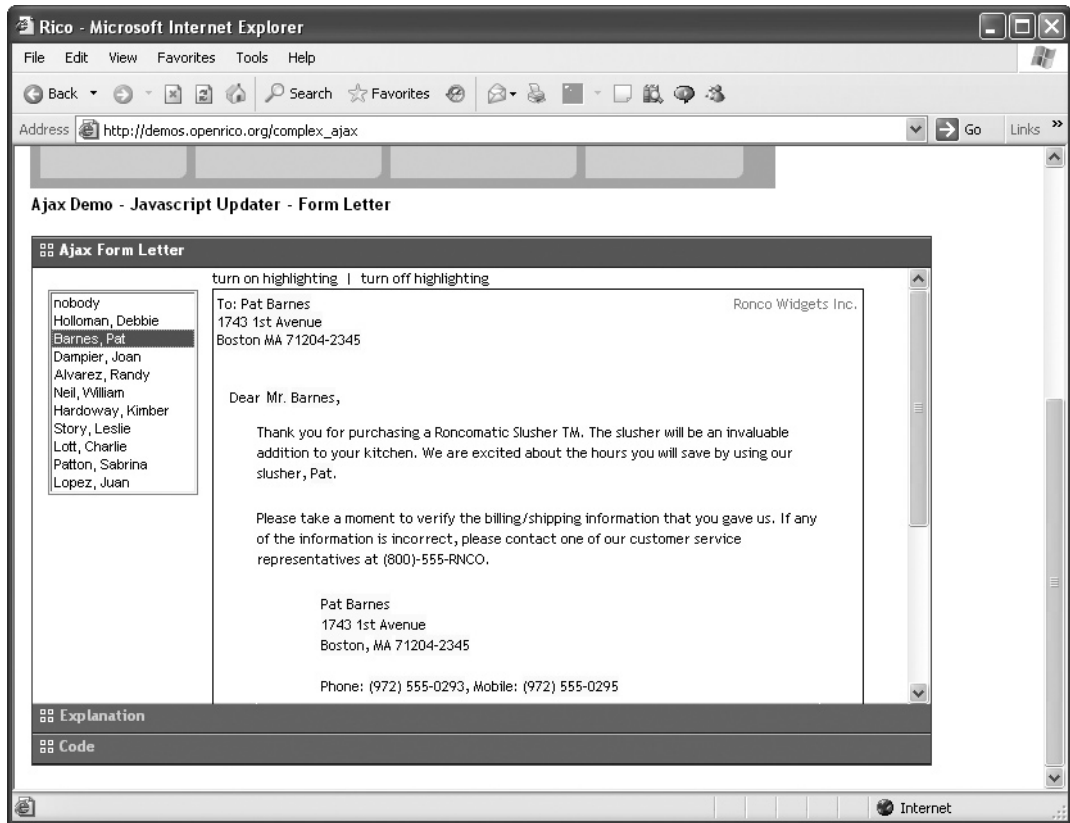 Rico - Microsoft Internet Explorer
File Edit View Favorites Tools Help
Back Search Favorites
Address http://demos.openrico.org/complex_ajax Go Links »
Ajax Demo - Javascript Updater - Form Letter
Ajax Form Letter
turn on highlighting | turn off highlighting
nobody
Holloman, Debbie
Barnes, Pat
Dampier, Joan
Alvarez, Randy
Neil, William
Hardoway, Kimber
Story, Leslie
Lott, Charlie
Patton, Sabrina
Lopez, Juan
To: Pat Barnes Ronco Widgets Inc.
1743 1st Avenue
Boston MA 71204-2345
Dear Mr. Barnes,
Thank you for purchasing a Roncomatic Slusher TM. The slusher will be an invaluable
addition to your kitchen. We are excited about the hours you will save by using our
slusher, Pat.
Please take a moment to verify the billing/shipping information that you gave us. If any
of the information is incorrect, please contact one of our customer service
representatives at (800)-555-RNCO.
Pat Barnes
1743 1st Avenue
Boston, MA 71204-2345
Phone: (972) 555-0293, Mobile: (972) 555-0295
Explanation
Code
Internet